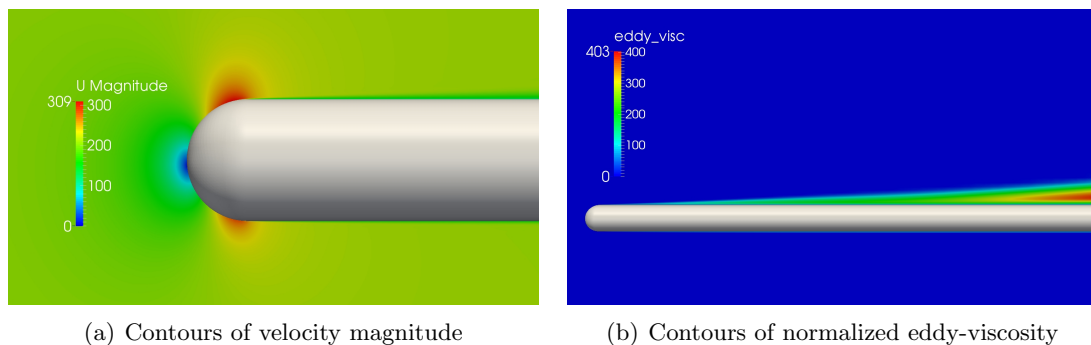 U Magnitude
309
300
200
100
0
eddy_visc
403
400
300
200
100
0
(a) Contours of velocity magnitude
(b) Contours of normalized eddy-viscosity